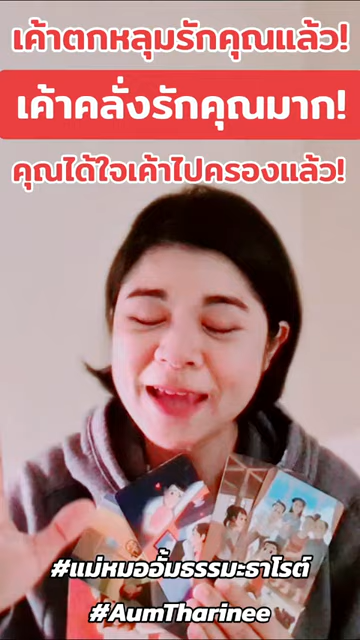 เค้าตกหลุมรักคุณแล้ว!
เค้าคลั่งรักคุณมาก!
คุณได้ใจเค้าไปครองแล้ว!
#แม่หมออั้มธรรมะธาโรต์
#AumTharinee